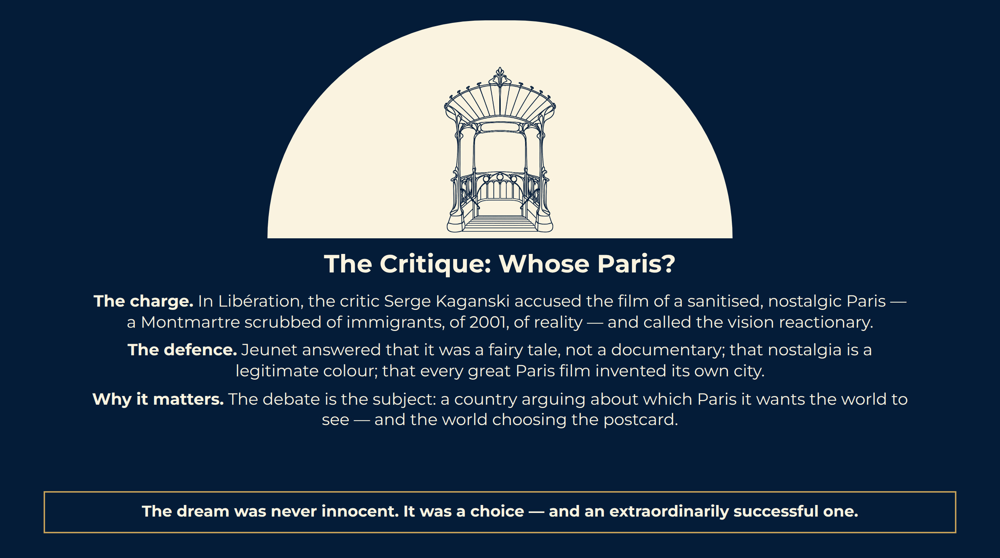 The Critique: Whose Paris?
The charge. In Libération, the critic Serge Kaganski accused the film of a sanitised, nostalgic Paris —
a Montmartre scrubbed of immigrants, of 2001, of reality — and called the vision reactionary.
The defence. Jeunet answered that it was a fairy tale, not a documentary; that nostalgia is a
legitimate colour; that every great Paris film invented its own city.
Why it matters. The debate is the subject: a country arguing about which Paris it wants the world to
see — and the world choosing the postcard.
The dream was never innocent. It was a choice — and an extraordinarily successful one.